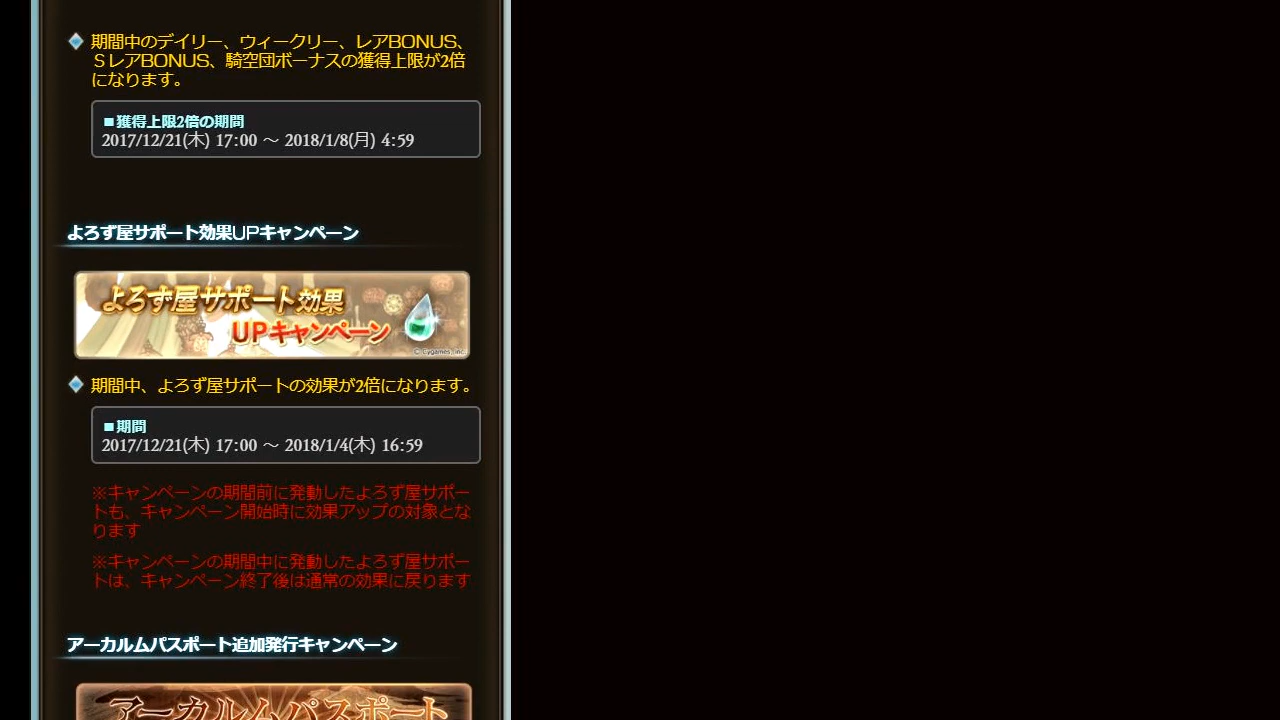 期間中のデイリー、ウィークリー、レアBONUS、
SレアBONUS、騎空団ボーナスの獲得上限が2倍
になります。
■獲得上限2倍の期間
2017/12/21(木) 17:00 ～ 2018/1/8(月) 4:59
よろず屋サポート効果UPキャンペーン
よろず屋サポート効果
UPキャンペーン
© Cygames, Inc.
期間中、よろず屋サポートの効果が2倍になります。
■期間
2017/12/21(木) 17:00 ～ 2018/1/4(木) 16:59
※キャンペーンの期間前に発動したよろず屋サポー
トも、キャンペーン開始時に効果アップの対象とな
ります
※キャンペーンの期間中に発動したよろず屋サポー
トは、キャンペーン終了後は通常の効果に戻ります
アーカルムパスポート追加発行キャンペーン
アーカルムパスポート